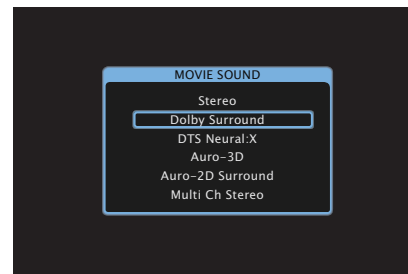 MOVIE SOUND
Stereo
Dolby Surround
DTS Neural:X
Auro-3D
Auro-2D Surround
Multi Ch Stereo